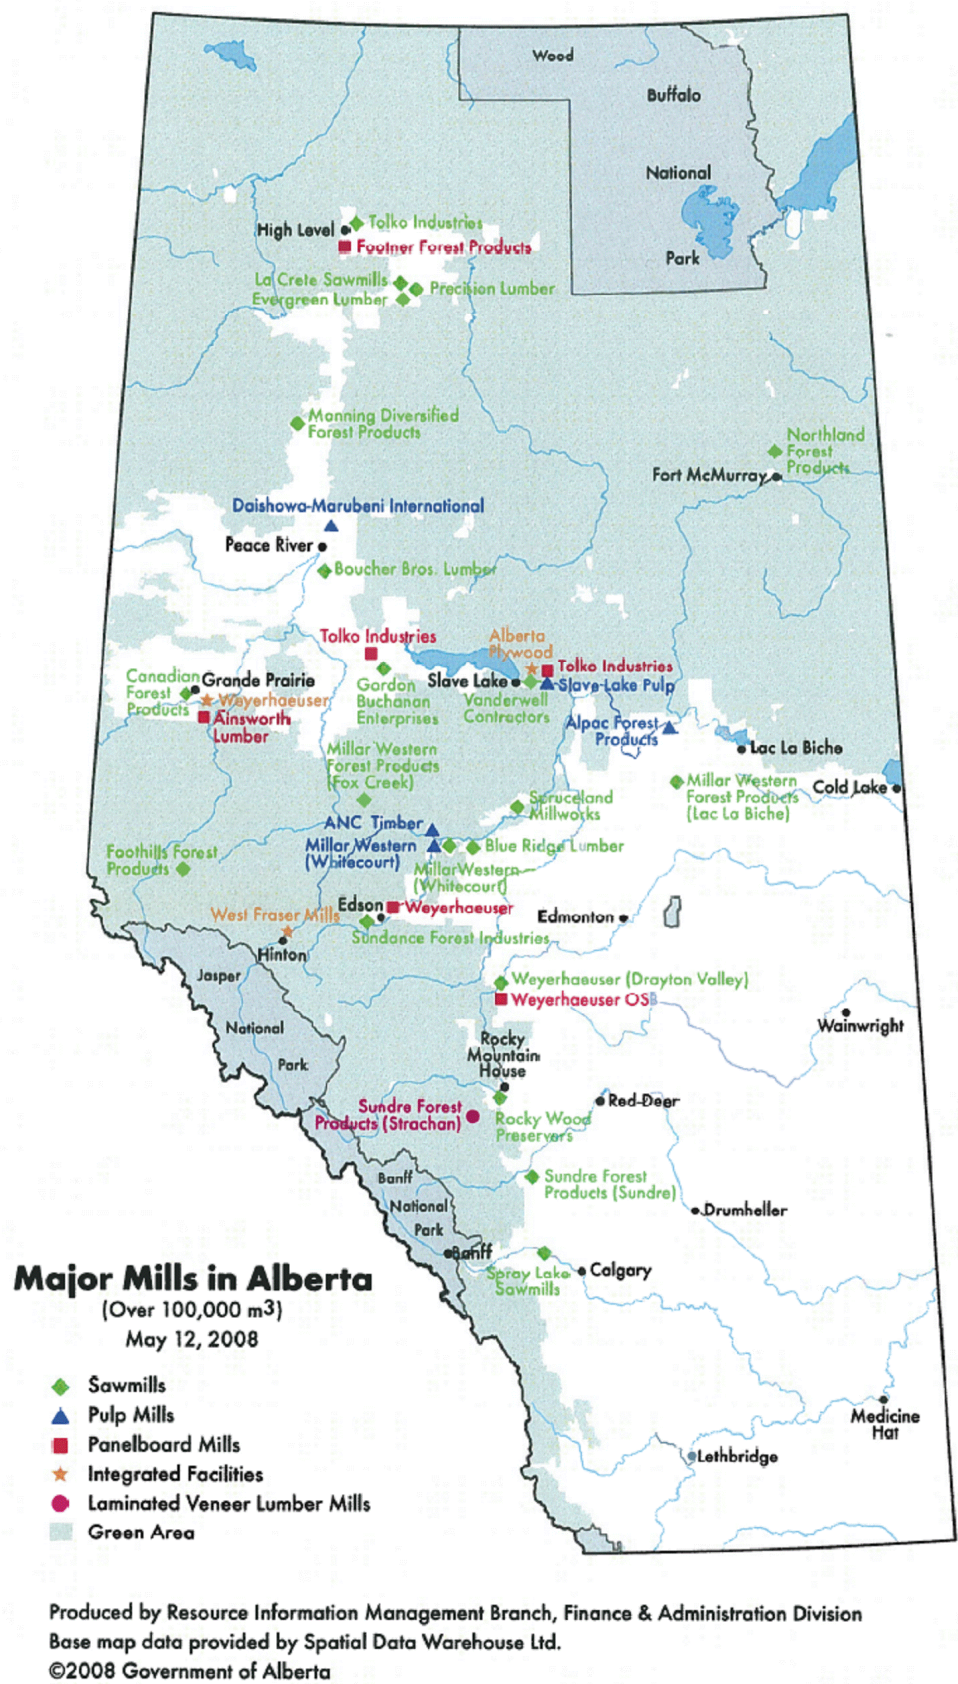 Wood
Buffalo
National
Park
High Level
Tolko Industries
Footner Forest Products
La Crete Sawmills
Evergreen Lumber
Precision Lumber
Manning Diversified
Forest Products
Northland
Forest
Products
Fort McMurray
Daishowa-Marubeni International
Peace River
Boucher Bros. Lumber
Tolko Industries
Alberta
Plywood
Tolko Industries
Slave Lake Pulp
Canadian
Forest
Products
Grande Prairie
Weyerhaeuser
Ainsworth
Lumber
Gordon
Buchanan
Enterprises
Slave Lake
Vanderwell
Contractors
Alpac Forest
Products
Lac La Biche
Millar Western
Forest Products
(Fox Creek)
Millar Western
Forest Products
(Lac La Biche)
Cold Lake
Spruceland
Millworks
ANC Timber
Millar Western
(Whitecourt)
Blue Ridge Lumber
Foothills Forest
Products
Millar Western
(Whitecourt)
Edson
Weyerhaeuser
West Fraser Mills
Sundance Forest Industries
Edmonton
Hinton
Jasper
National
Park
Weyerhaeuser (Drayton Valley)
Weyerhaeuser OSB
Wainwright
Rocky
Mountain
House
Red Deer
Sundre Forest
Products (Strachan)
Rocky Wood
Preservers
Banff
National
Park
Sundre Forest
Products (Sundre)
Drumheller
Banff
Spray Lake
Sawmills
Calgary
Medicine
Hat
Lethbridge
Major Mills in Alberta
(Over 100,000 m3)
May 12, 2008
Sawmills
Pulp Mills
Panelboard Mills
Integrated Facilities
Laminated Veneer Lumber Mills
Green Area
Produced by Resource Information Management Branch, Finance & Administration Division
Base map data provided by Spatial Data Warehouse Ltd.
©2008 Government of Alberta